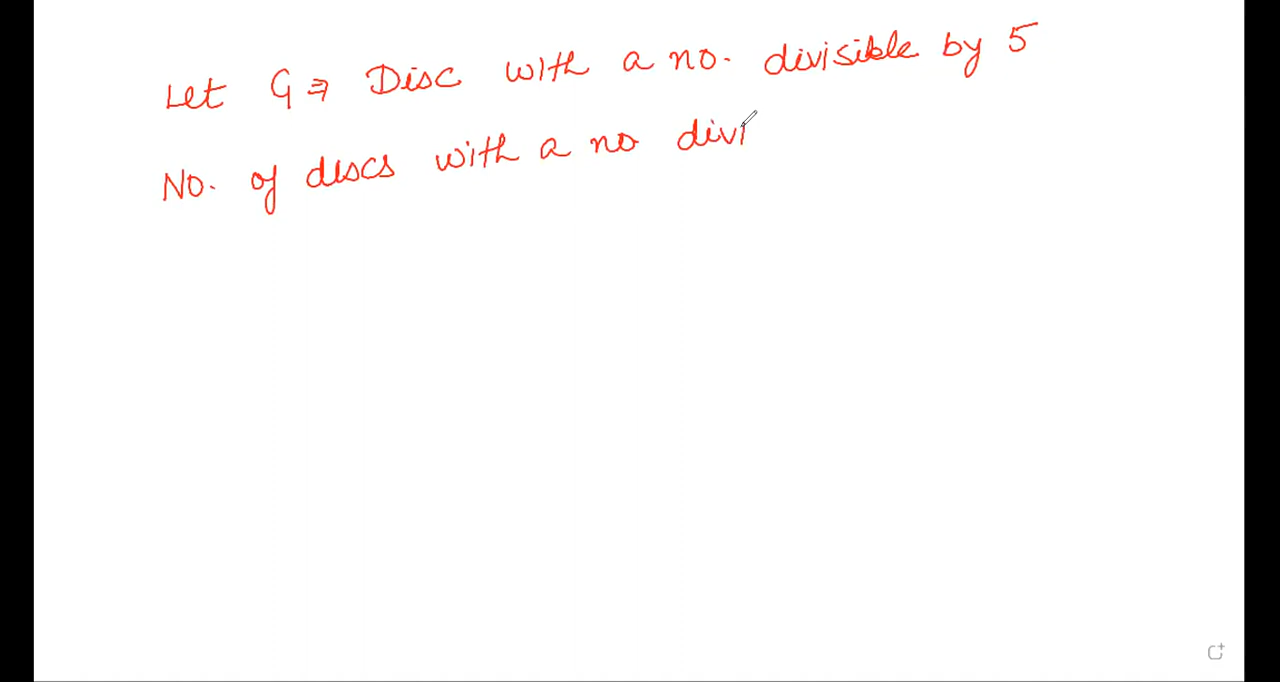 Let G ⇒ Disc with a no. divisible by 5
No. of discs with a no divi